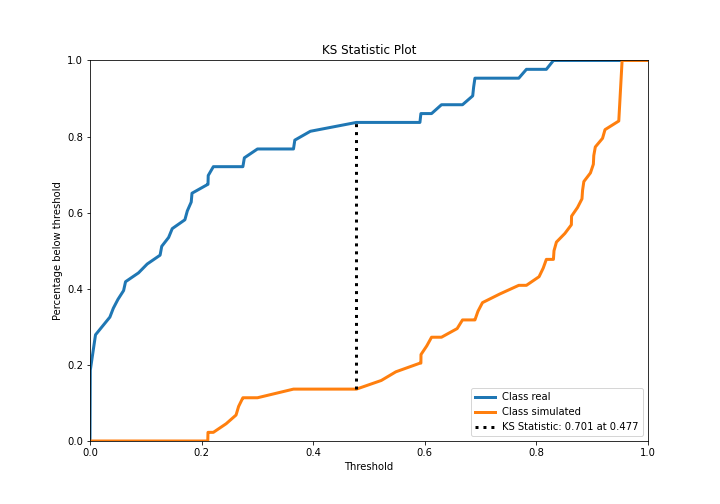 KS Statistic Plot
Percentage below threshold
1.0
0.8
0.6
0.4
0.2
0.0
0.0 0.2 0.4 0.6 0.8 1.0
Threshold
Class real
Class simulated
KS Statistic: 0.701 at 0.477